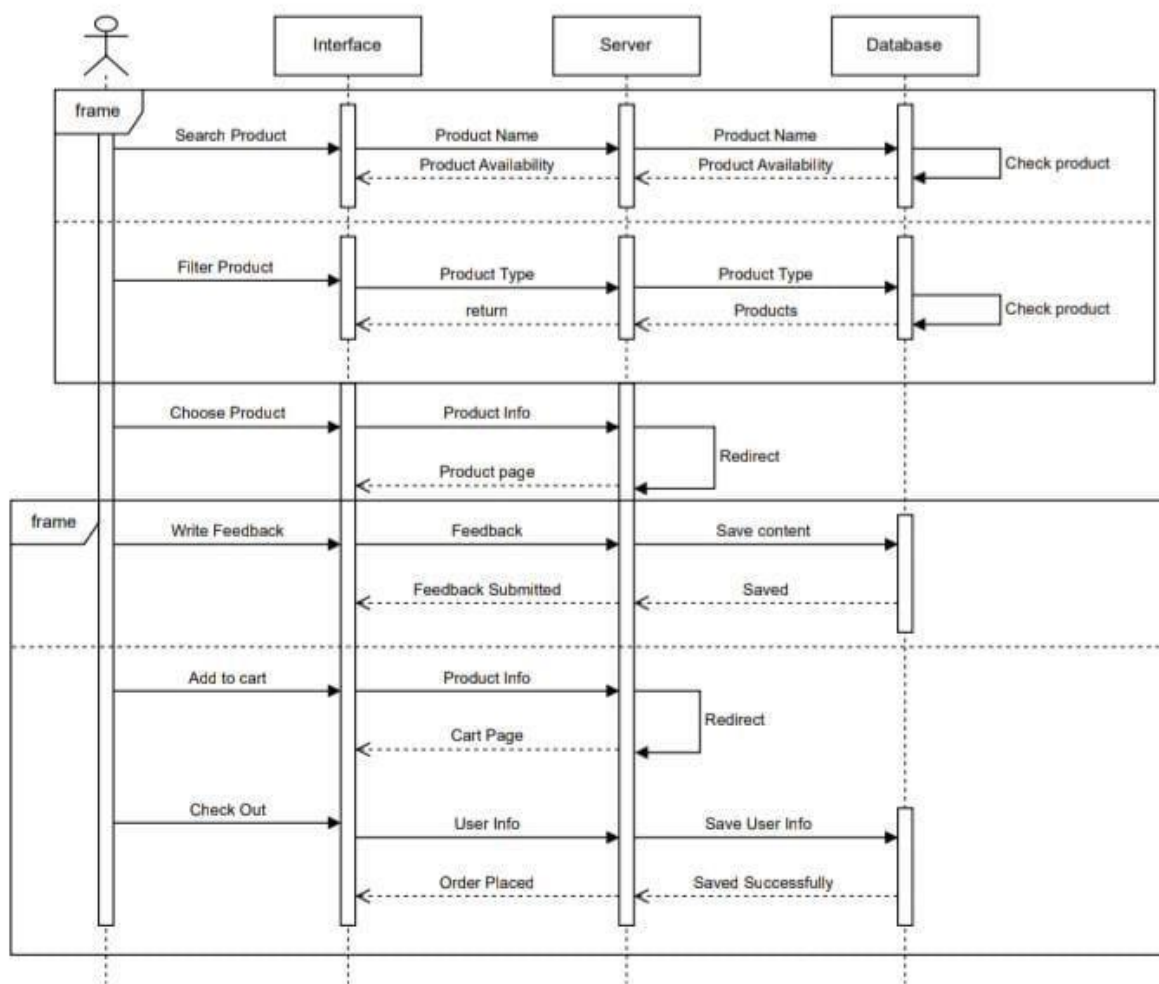 Interface
Server
Database
frame
Search Product
Product Name
Product Name
Check product
Product Availability
Product Availability
Filter Product
Product Type
Product Type
Check product
return
Products
Choose Product
Product Info
Redirect
Product page
frame
Write Feedback
Feedback
Save content
Feedback Submitted
Saved
Add to cart
Product Info
Redirect
Cart Page
Check Out
User Info
Save User Info
Order Placed
Saved Successfully